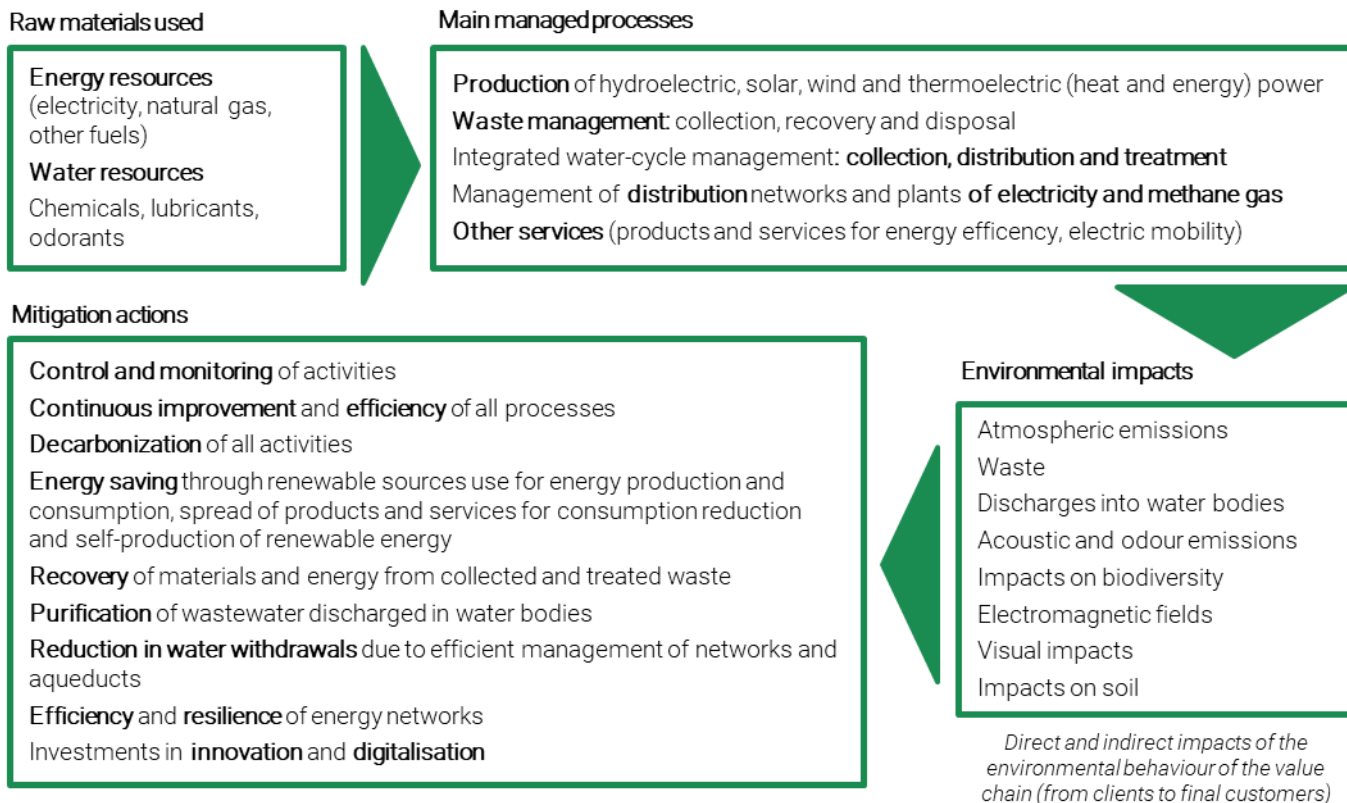 Raw materials used
Energy resources
(electricity, natural gas,
other fuels)
Water resources
Chemicals, lubricants,
odorants
Main managed processes
Production of hydroelectric, solar, wind and thermoelectric (heat and energy) power
Waste management: collection, recovery and disposal
Integrated water-cycle management: collection, distribution and treatment
Management of distribution networks and plants of electricity and methane gas
Other services (products and services for energy efficency, electric mobility)
Mitigation actions
Control and monitoring of activities
Continuous improvement and efficiency of all processes
Decarbonization of all activities
Energy saving through renewable sources use for energy production and
consumption, spread of products and services for consumption reduction
and self-production of renewable energy
Recovery of materials and energy from collected and treated waste
Purification of wastewater discharged in water bodies
Reduction in water withdrawals due to efficient management of networks and
aqueducts
Efficiency and resilience of energy networks
Investments in innovation and digitalisation
Environmental impacts
Atmospheric emissions
Waste
Discharges into water bodies
Acoustic and odour emissions
Impacts on biodiversity
Electromagnetic fields
Visual impacts
Impacts on soil
Direct and indirect impacts of the
environmental behaviour of the value
chain (from clients to final customers)